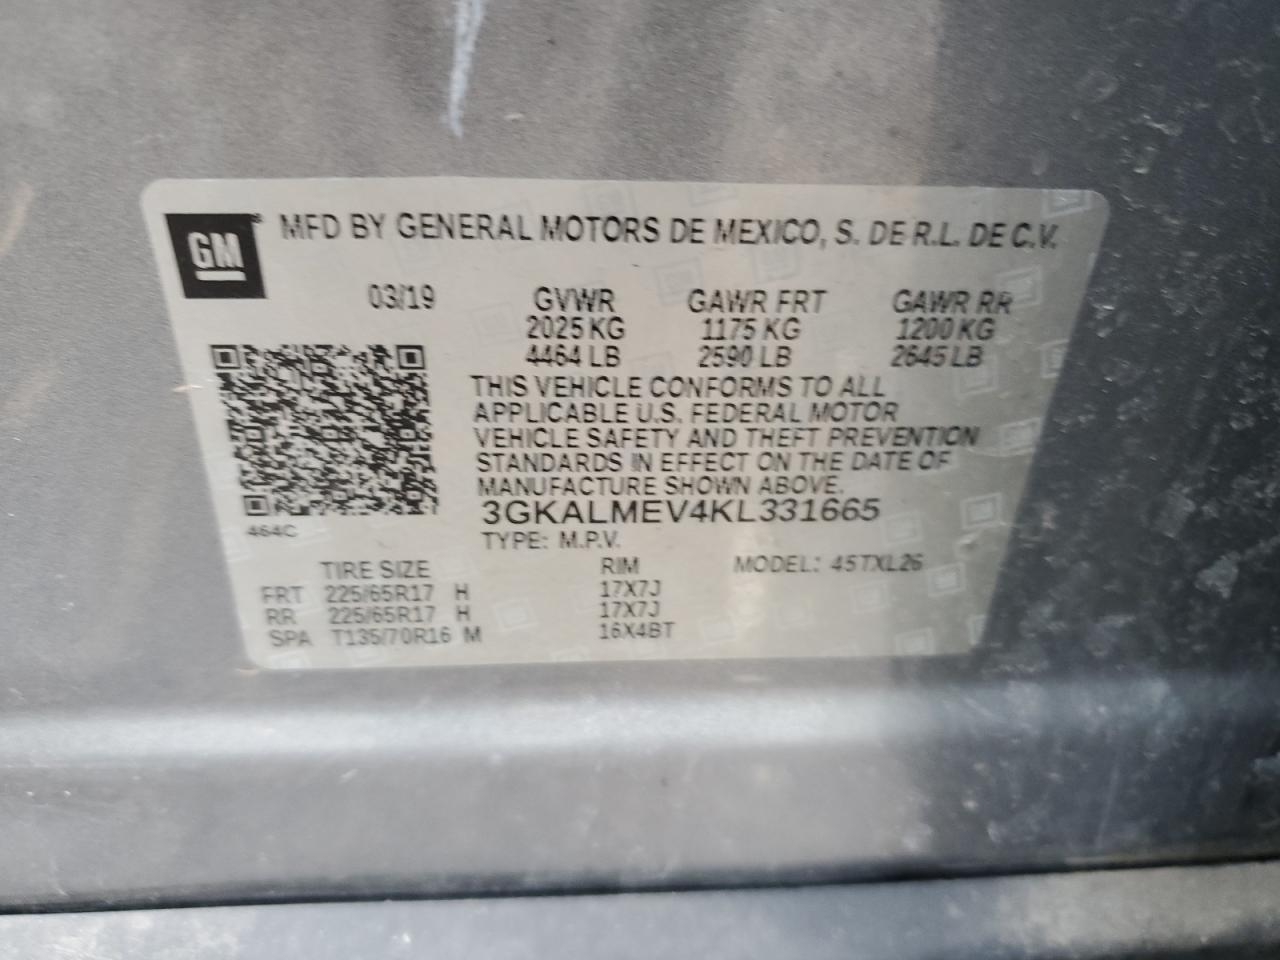 GM
® MFD BY GENERAL MOTORS DE MEXICO, S. DE R.L. DE C.V.
03/19 GVWR GAWR FRT GAWR RR
2025 KG 1175 KG 1200 KG
4464 LB 2590 LB 2645 LB
THIS VEHICLE CONFORMS TO ALL
APPLICABLE U.S. FEDERAL MOTOR
VEHICLE SAFETY AND THEFT PREVENTION
STANDARDS IN EFFECT ON THE DATE OF
MANUFACTURE SHOWN ABOVE.
3GKALMEV4KL331665
464C
TYPE: M.P.V.
TIRE SIZE RIM MODEL: 45TXL26
FRT 225/65R17 H 17X7J
RR 225/65R17 H 17X7J
SPA T135/70R16 M 16X4BT